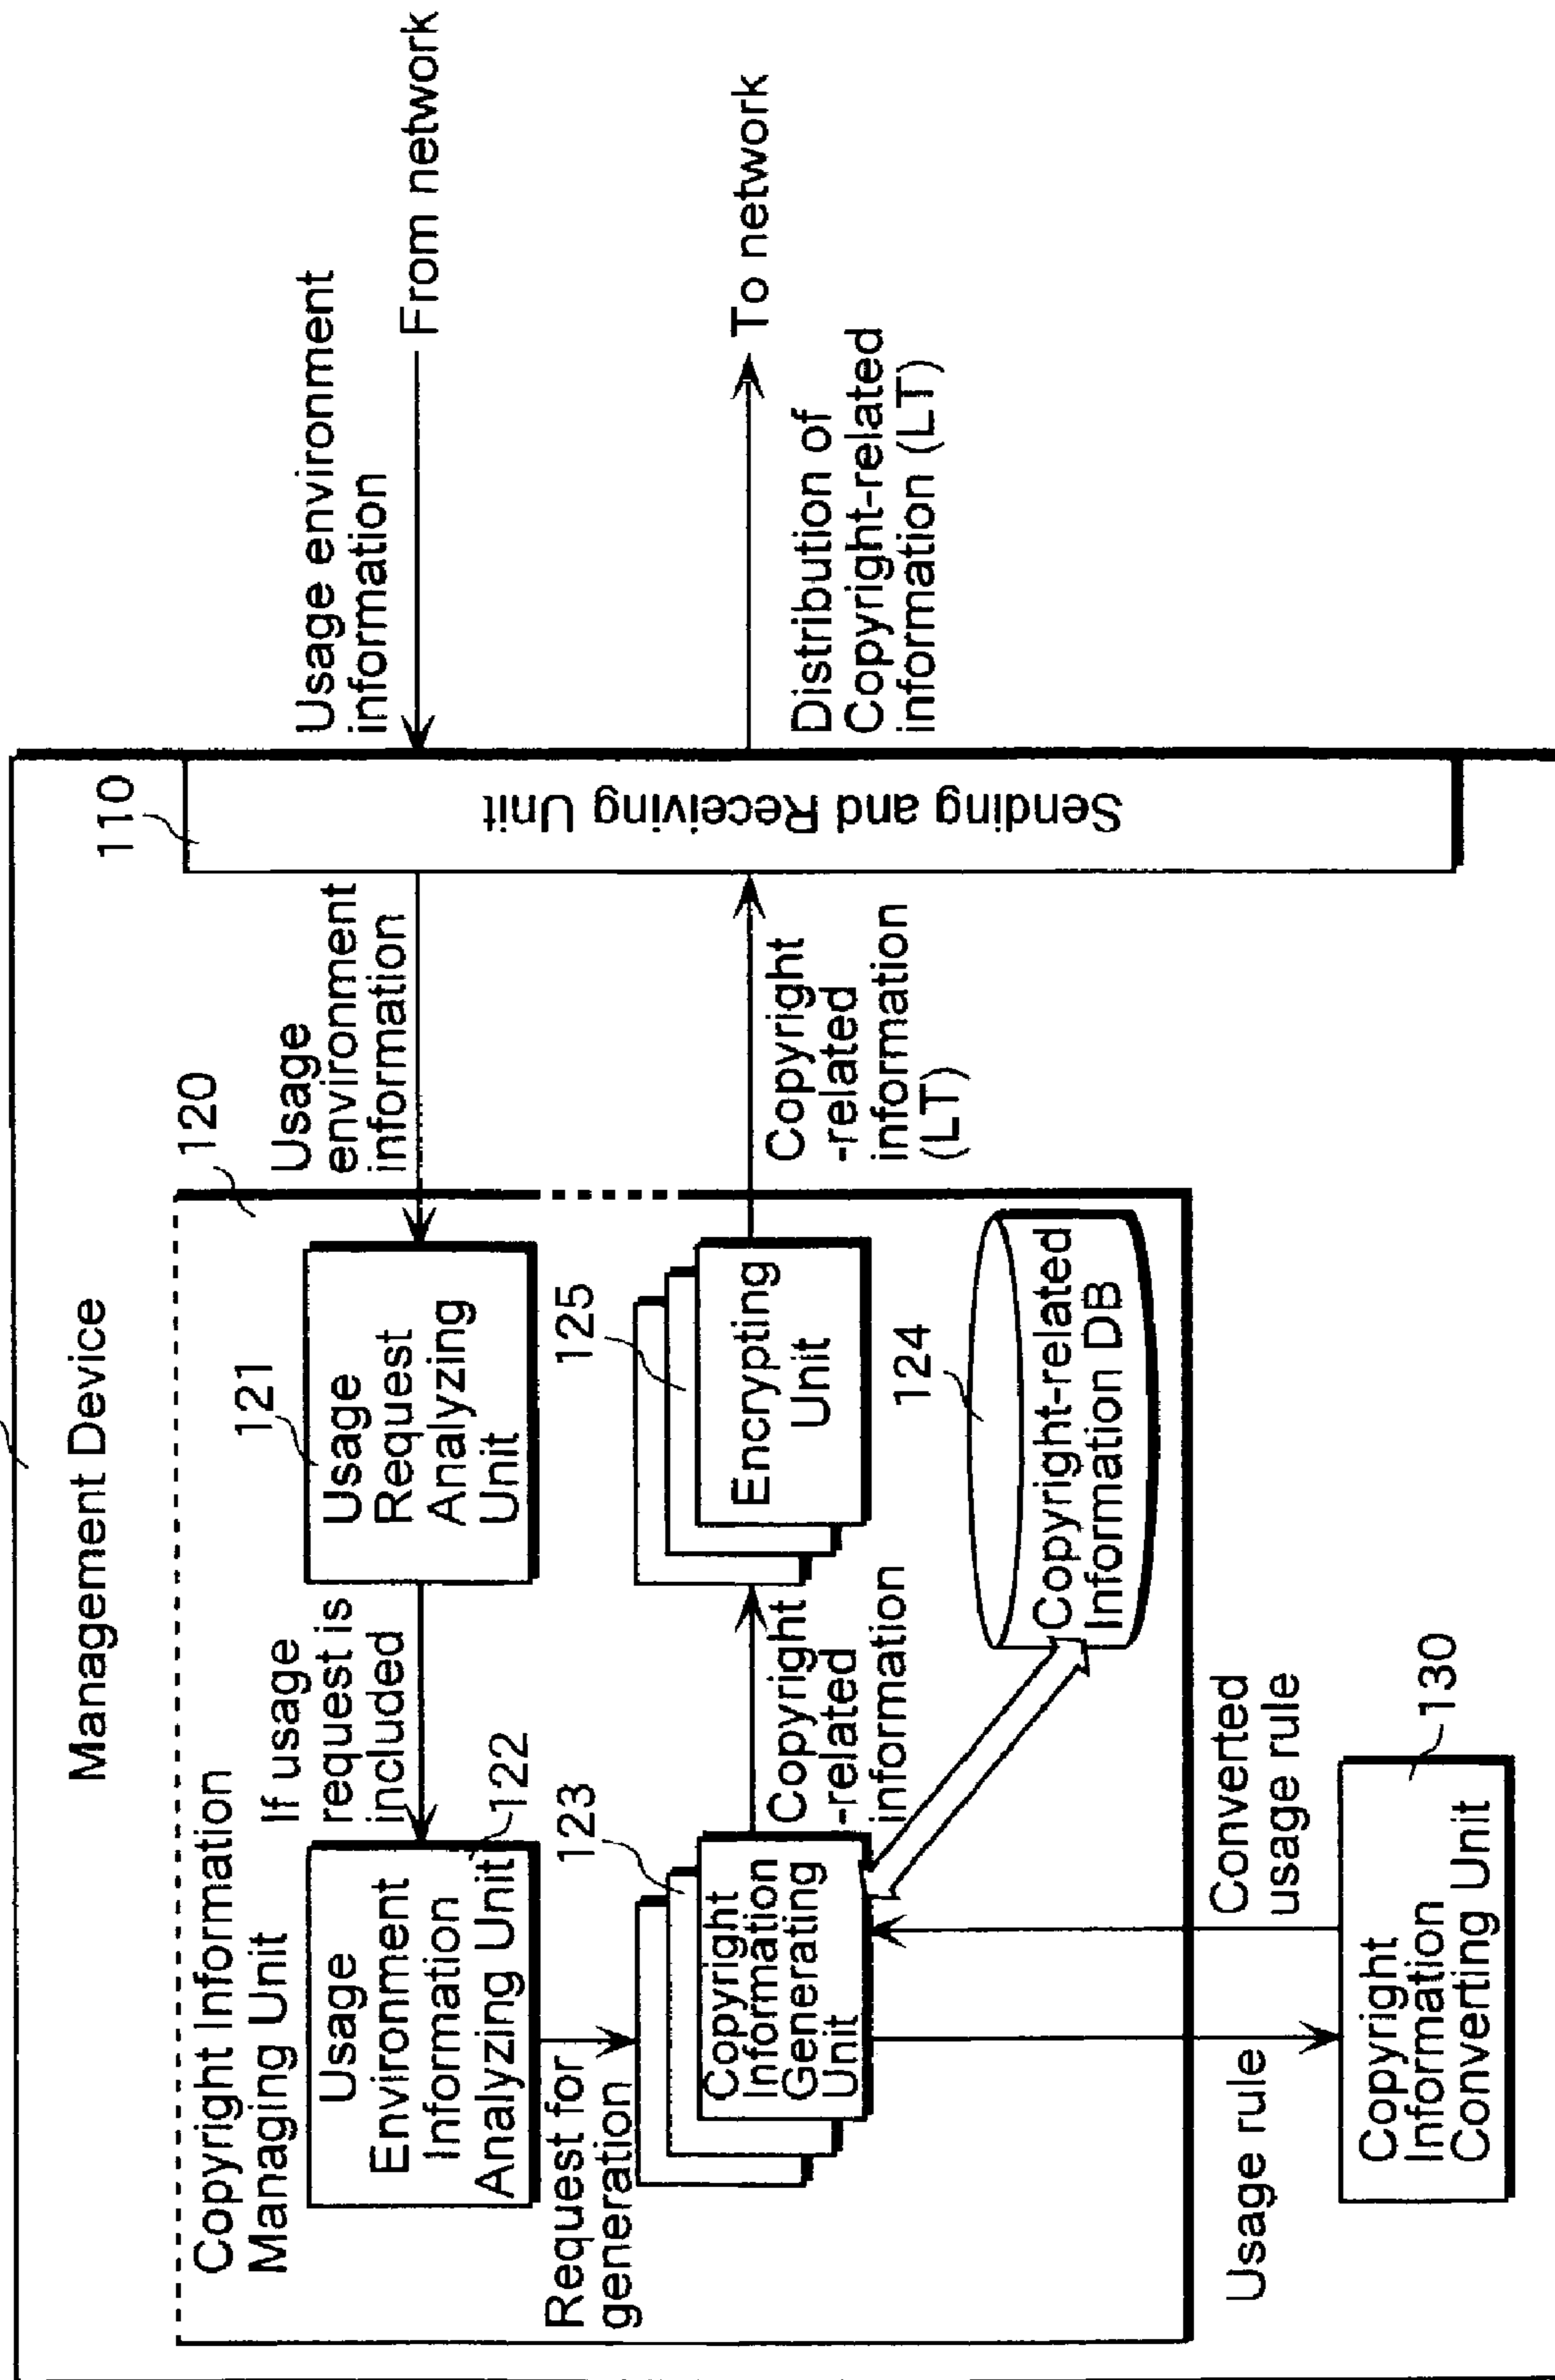 Management Device
120
110
Copyright Information
Managing Unit
If usage
request is
included
121
Usage
Request
Analyzing
Unit
Usage
environment
information
Usage environment
information
From network
Usage
Environment
Information
Analyzing Unit
122
Request for
generation
123
Copyright
Information
Generating
Unit
Copyright
-related
information
125
Encrypting
Unit
Copyright
-related
information
(LT)
Sending and Receiving Unit
To network
Distribution of
Copyright-related
information (LT)
124
Copyright-related
Information DB
Usage rule
Converted
usage rule
130
Copyright
Information
Converting Unit